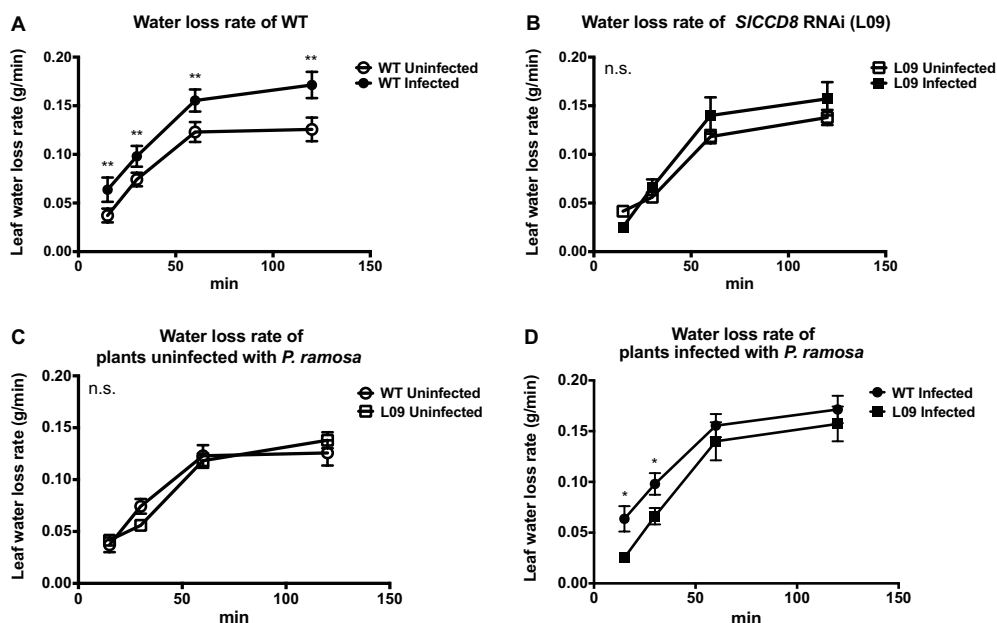 A
Water loss rate of WT
Leaf water loss rate (g/min)
0.20
0.15
0.10
0.05
0.00
**
**
**
**
0
50
100
150
min
WT Uninfected
WT Infected
B
Water loss rate of SlCCD8 RNAi (L09)
Leaf water loss rate (g/min)
0.20
0.15
0.10
0.05
0.00
n.s.
0
50
100
150
min
L09 Uninfected
L09 Infected
C
Water loss rate of
plants uninfected with P. ramosa
Leaf water loss rate (g/min)
0.20
0.15
0.10
0.05
0.00
n.s.
0
50
100
150
min
WT Uninfected
L09 Uninfected
D
Water loss rate of
plants infected with P. ramosa
Leaf water loss rate (g/min)
0.20
0.15
0.10
0.05
0.00
*
*
0
50
100
150
min
WT Infected
L09 Infected